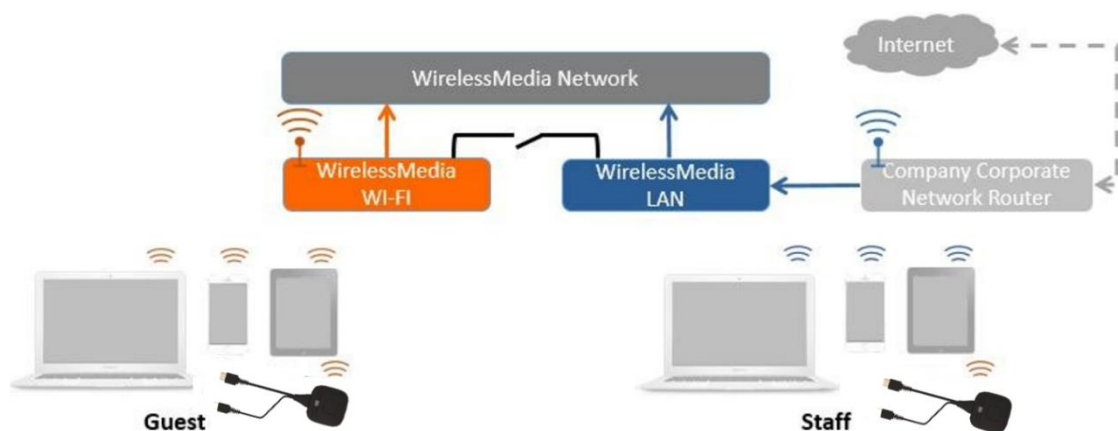 Internet
WirelessMedia Network
WirelessMedia
WI-FI
WirelessMedia
LAN
Company Corporate
Network Router
Guest
Staff